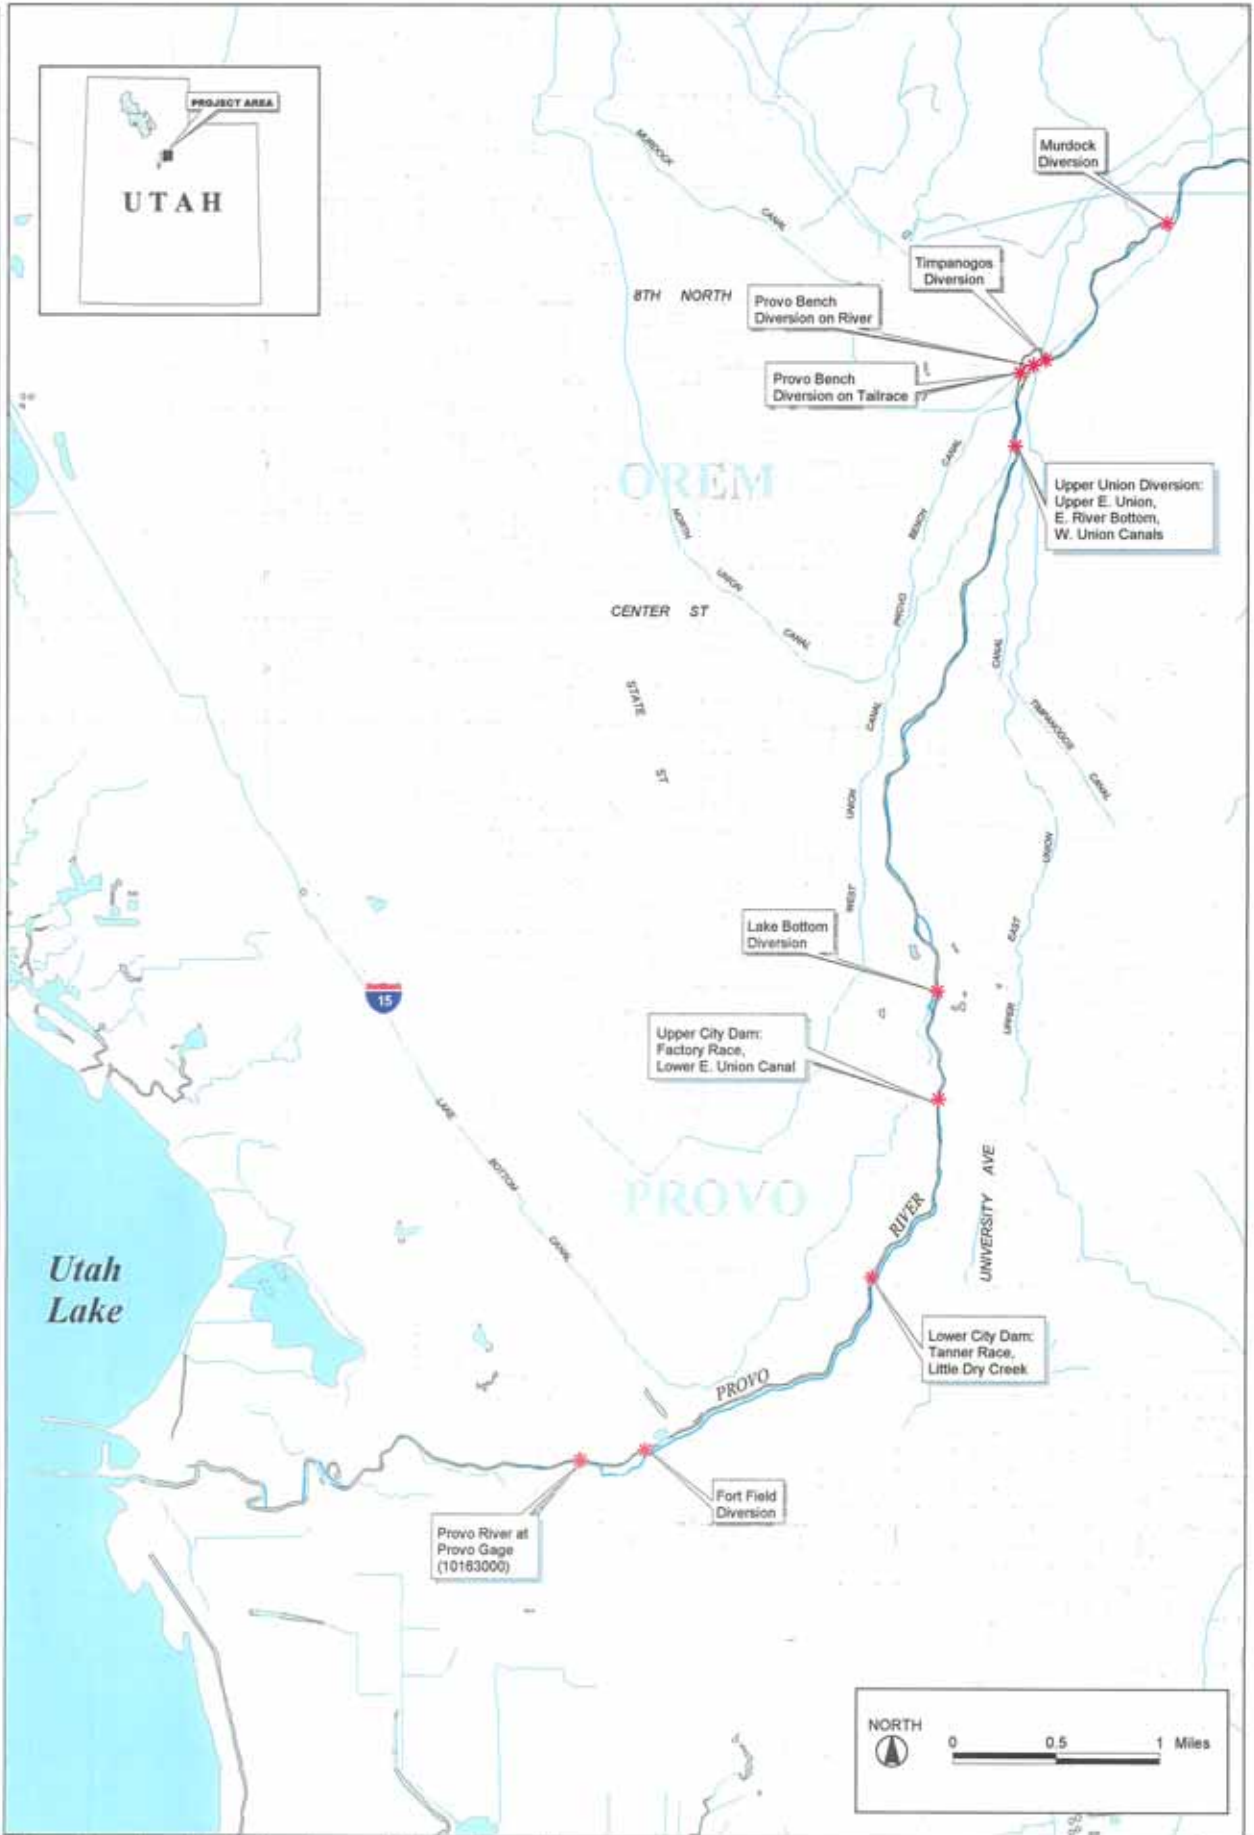 PROJECT AREA
UTAH
Murdock
Diversion
MURDOCK
CANAL
Timpanogos
Diversion
8TH NORTH
Provo Bench
Diversion on River
Provo Bench
Diversion on Tailrace
OREM
CANAL
BENCH
PROVO
Upper Union Diversion:
Upper E. Union,
E. River Bottom,
W. Union Canals
NORTH
UNION
CANAL
CENTER ST
STATE
ST
CANAL
TIMPANOGOS
CANAL
CANAL
UNION
WEST
UNION
EAST
UPPER
Lake Bottom
Diversion
15
Upper City Dam:
Factory Race,
Lower E. Union Canal
LAKE
BOTTOM
CANAL
PROVO
UNIVERSITY AVE
RIVER
Utah
Lake
Lower City Dam:
Tanner Race,
Little Dry Creek
PROVO
Fort Field
Diversion
Provo River at
Provo Gage
(10163000)
NORTH
0 0.5 1 Miles